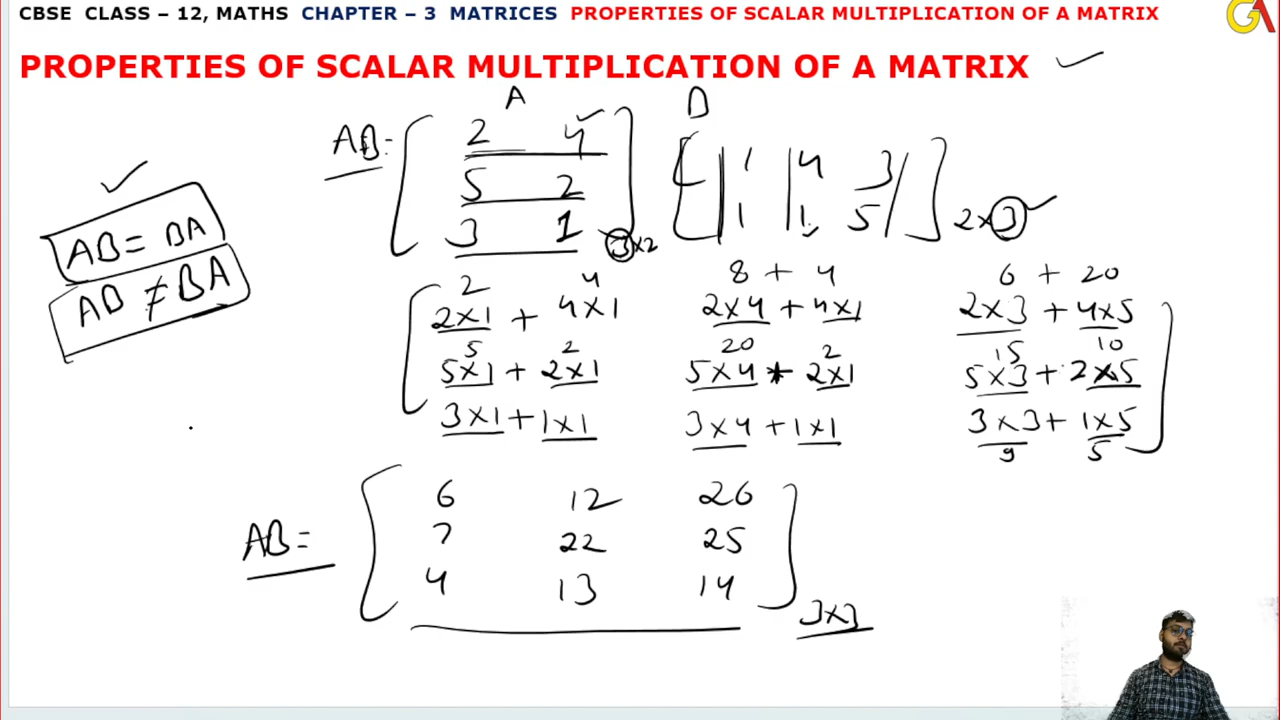 CBSE CLASS – 12, MATHS CHAPTER – 3 MATRICES PROPERTIES OF SCALAR MULTIPLICATION OF A MATRIX
GA
PROPERTIES OF SCALAR MULTIPLICATION OF A MATRIX ✓
A B
AB= [ 2 4 ] [ 1 4 3 ]
5 2 1 1 5
3 1 3×2 2×3 ✓
✓
AB = BA
AB ≠ BA
2 4 8 + 4 6 + 20
2×1 + 4×1 2×4 + 4×1 2×3 + 4×5
5 2 20 2 15 10
5×1 + 2×1 5×4 + 2×1 5×3 + 2×5
3×1 + 1×1 3×4 + 1×1 3×3 + 1×5
9 5
6 12 26
AB = 7 22 25
4 13 14
3×3